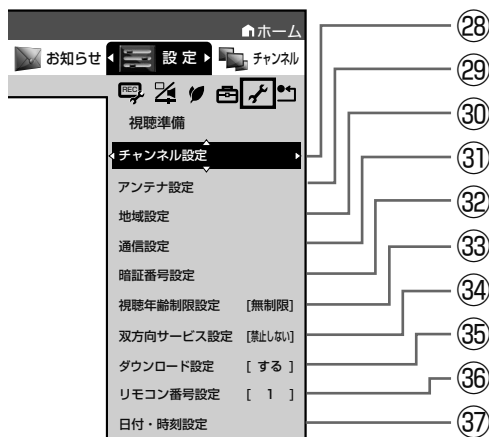 ホーム
お知らせ 設定 チャンネル
REC
視聴準備
チャンネル設定 ㉘
アンテナ設定 ㉙
地域設定 ㉚
通信設定 ㉛
暗証番号設定 ㉜
視聴年齢制限設定 [無制限] ㉝
双方向サービス設定 [禁止しない] ㉞
ダウンロード設定 [ する ] ㉟
リモコン番号設定 [ 1 ] ㊱
日付・時刻設定 ㊲